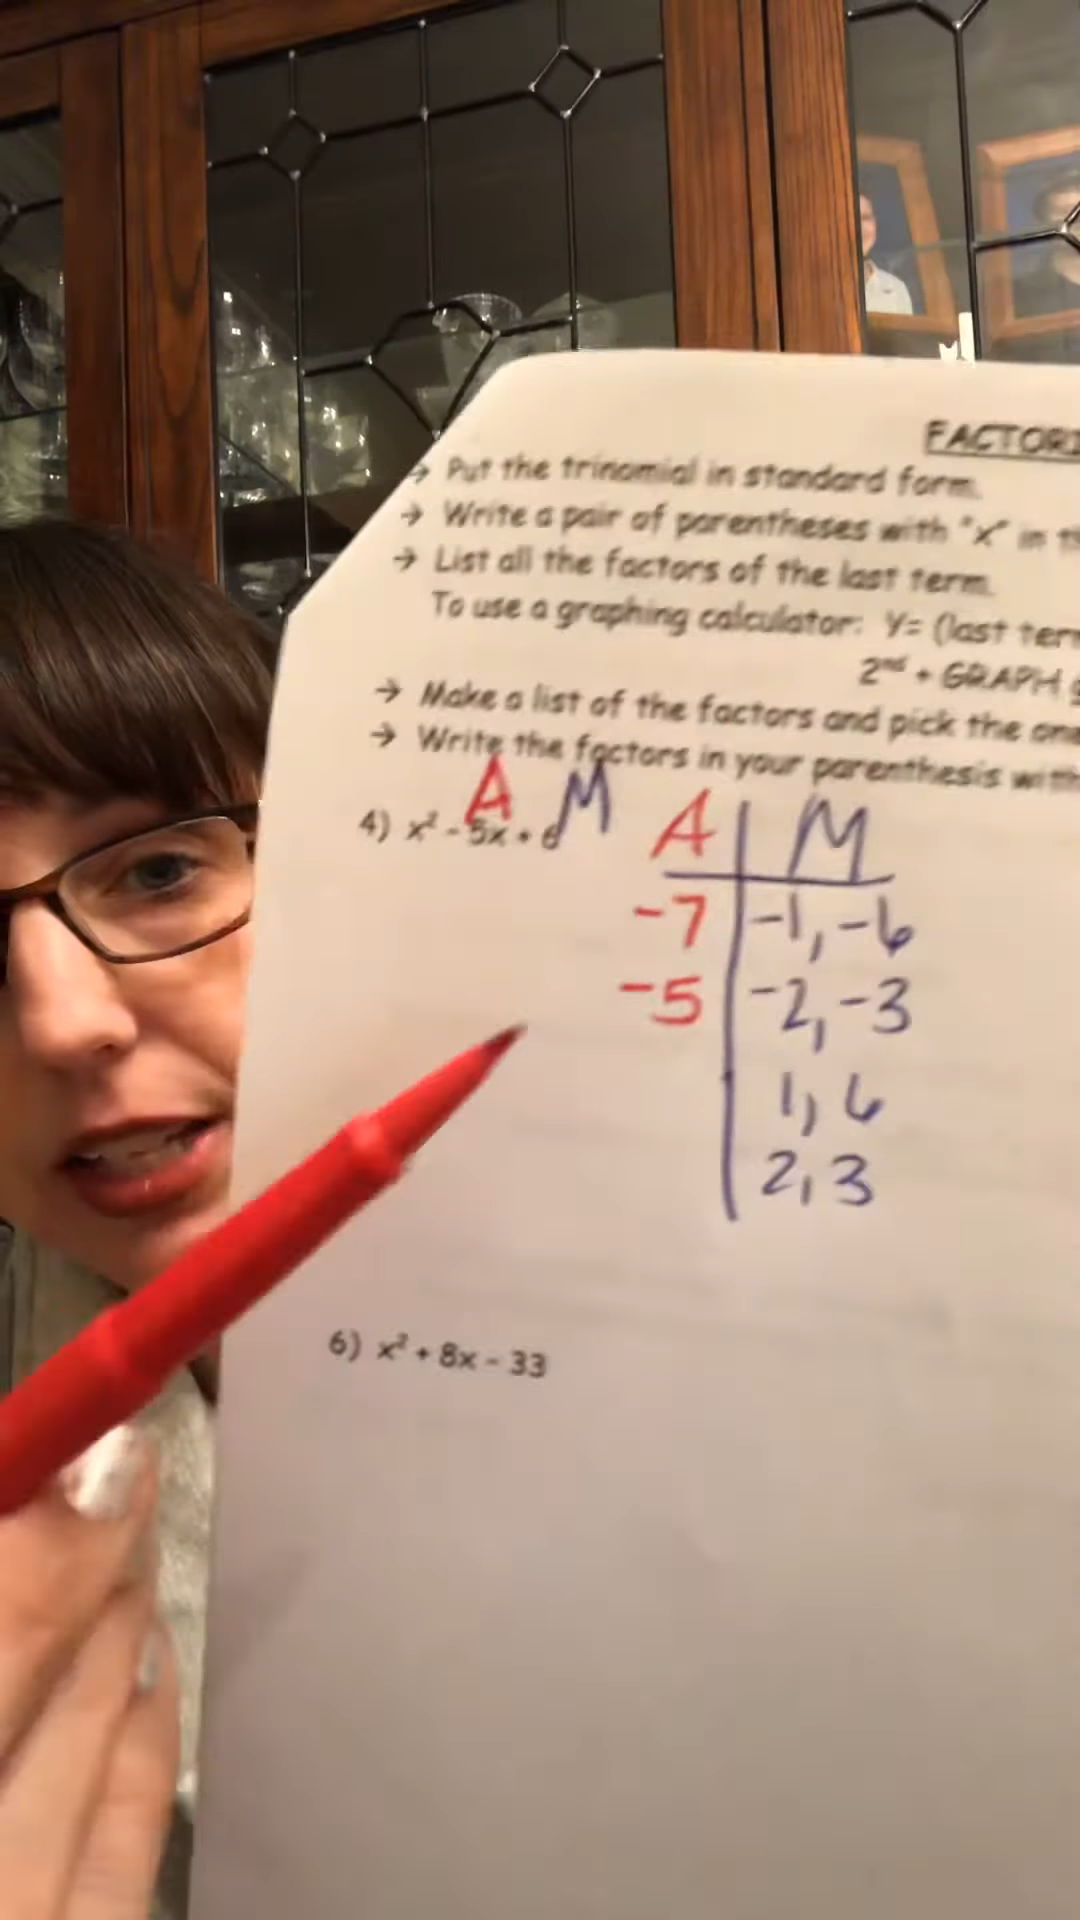 FACTORI
→ Put the trinomial in standard form.
→ Write a pair of parentheses with "x" in th
→ List all the factors of the last term.
To use a graphing calculator: Y= (last term
2nd + GRAPH g
→ Make a list of the factors and pick the one
→ Write the factors in your parenthesis with
A M
4) x² - 5x + 6
A M
-7 -1, -6
-5 -2, -3
1, 6
2, 3
6) x² + 8x - 33